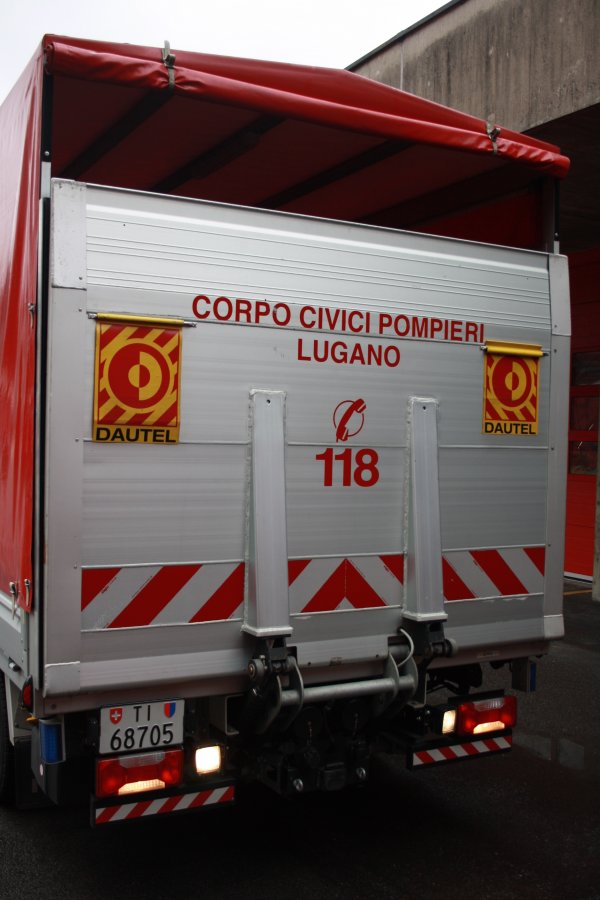 CORPO CIVICI POMPIERI
LUGANO
DAUTEL
DAUTEL
118
TI
68705